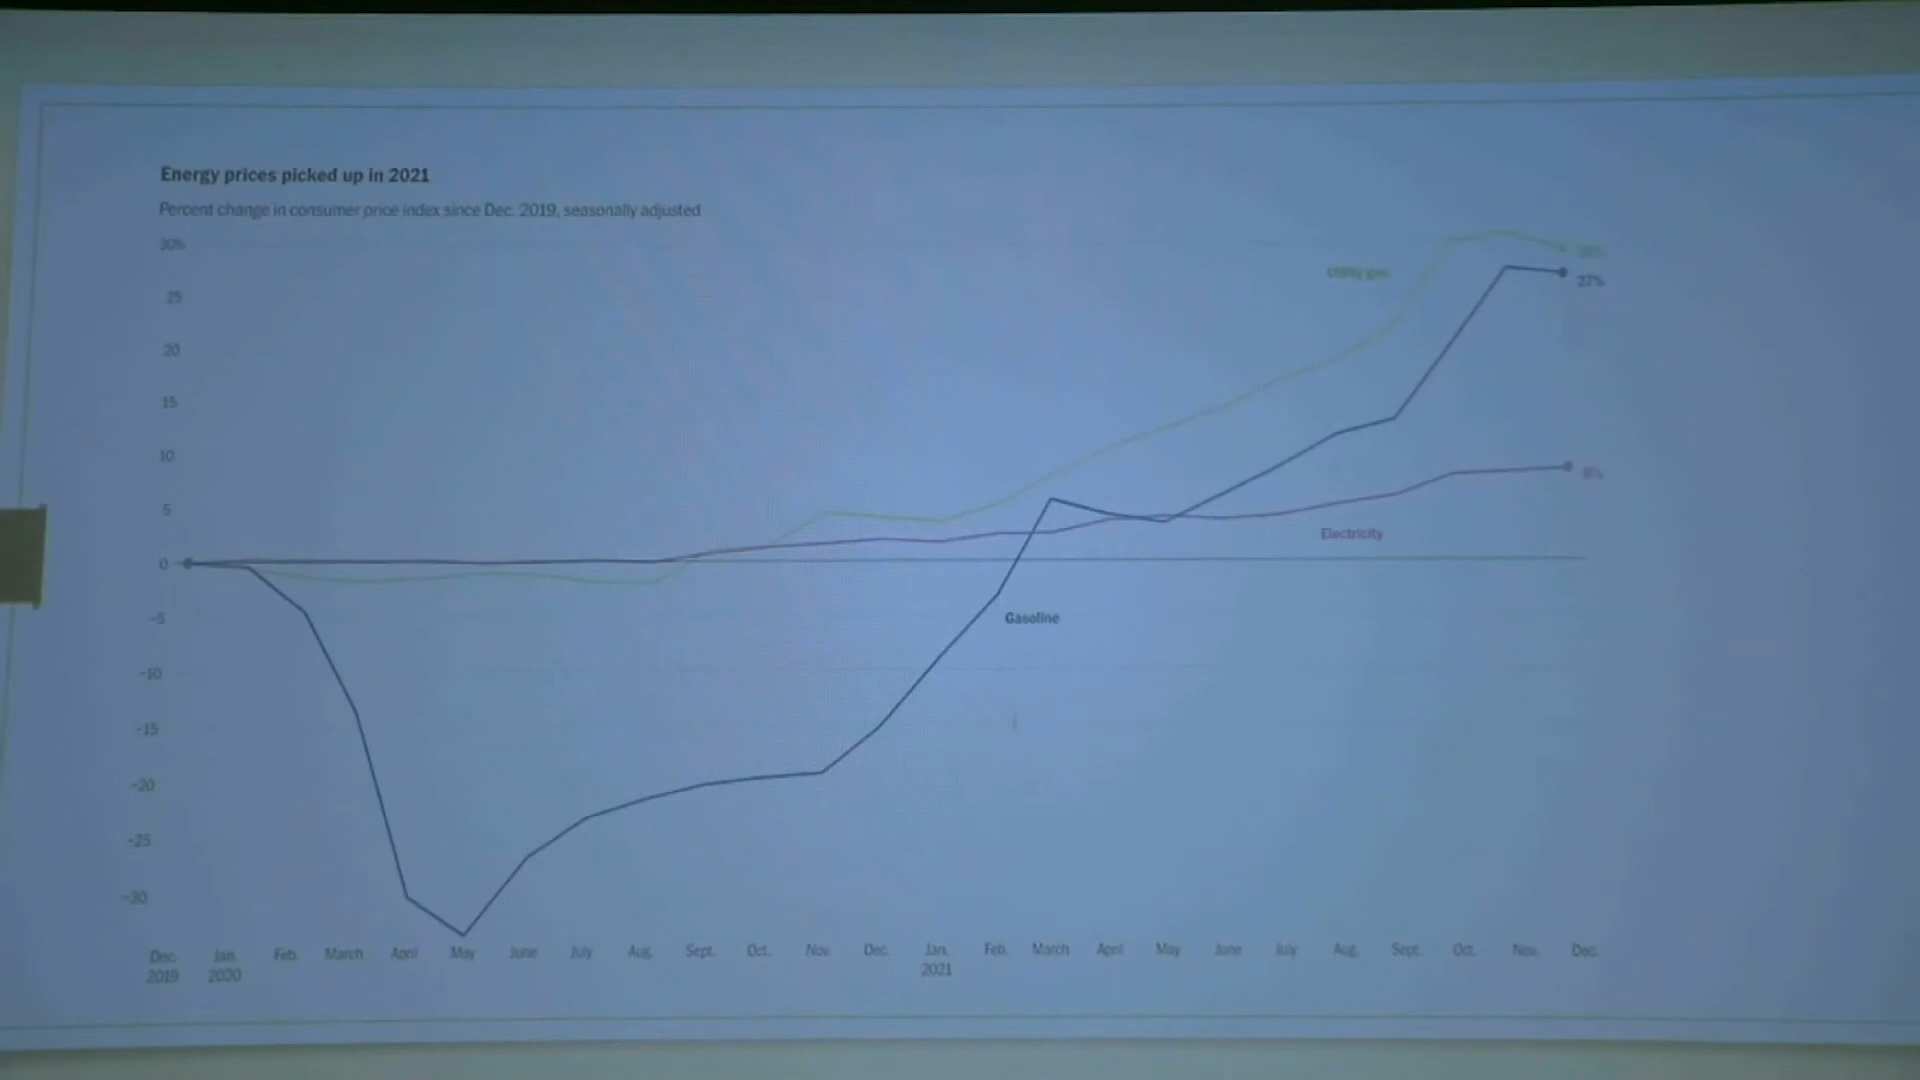 Energy prices picked up in 2021
Percent change in consumer price index since Dec. 2019, seasonally adjusted
30%
Utility gas
27%
25
20
15
10
5
Electricity
0
-5
Gasoline
-10
-15
-20
-25
-30
Dec. Jan. Feb. March April May June July Aug. Sept. Oct. Nov. Dec. Jan. Feb. March April May June July Aug. Sept. Oct. Nov. Dec.
2019 2020 2021